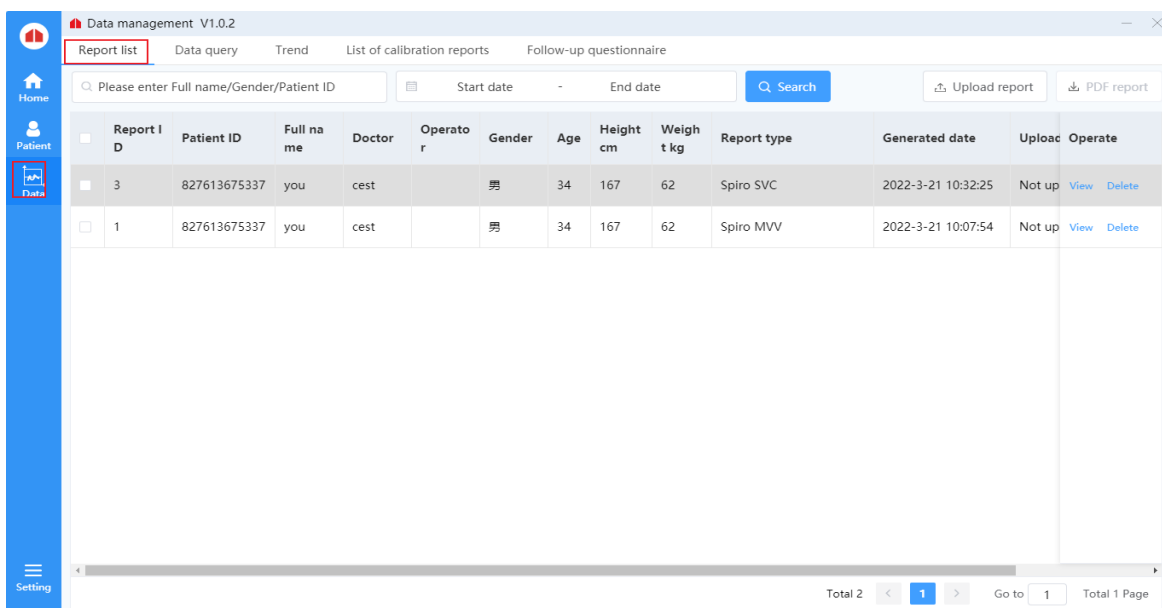 Data management V1.0.2
Report list Data query Trend List of calibration reports Follow-up questionnaire
Please enter Full name/Gender/Patient ID Start date - End date Search Upload report PDF report
Home
Patient
Data
Report I
D
Patient ID
Full na
me
Doctor
Operato
r
Gender
Age
Height
cm
Weigh
t kg
Report type
Generated date
Upload
Operate
3 827613675337 you cest 男 34 167 62 Spiro SVC 2022-3-21 10:32:25 Not up View Delete
1 827613675337 you cest 男 34 167 62 Spiro MVV 2022-3-21 10:07:54 Not up View Delete
Setting
Total 2 < 1 > Go to 1 Total 1 Page